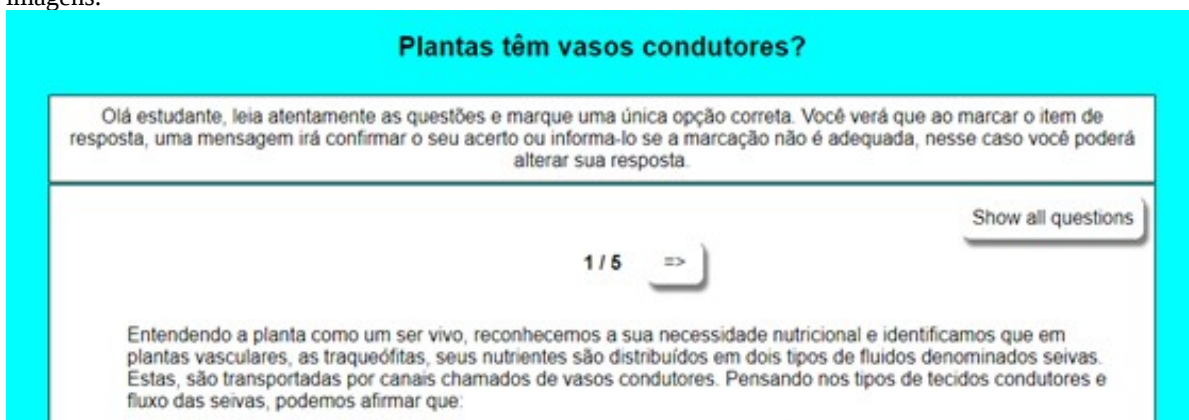 imagens.
Plantas têm vasos condutores?
Olá estudante, leia atentamente as questões e marque uma única opção correta. Você verá que ao marcar o item de
resposta, uma mensagem irá confirmar o seu acerto ou informa-lo se a marcação não é adequada, nesse caso você poderá
alterar sua resposta.
Show all questions
1 / 5 =>
Entendendo a planta como um ser vivo, reconhecemos a sua necessidade nutricional e identificamos que em
plantas vasculares, as traqueófitas, seus nutrientes são distribuídos em dois tipos de fluidos denominados seivas.
Estas, são transportadas por canais chamados de vasos condutores. Pensando nos tipos de tecidos condutores e
fluxo das seivas, podemos afirmar que: